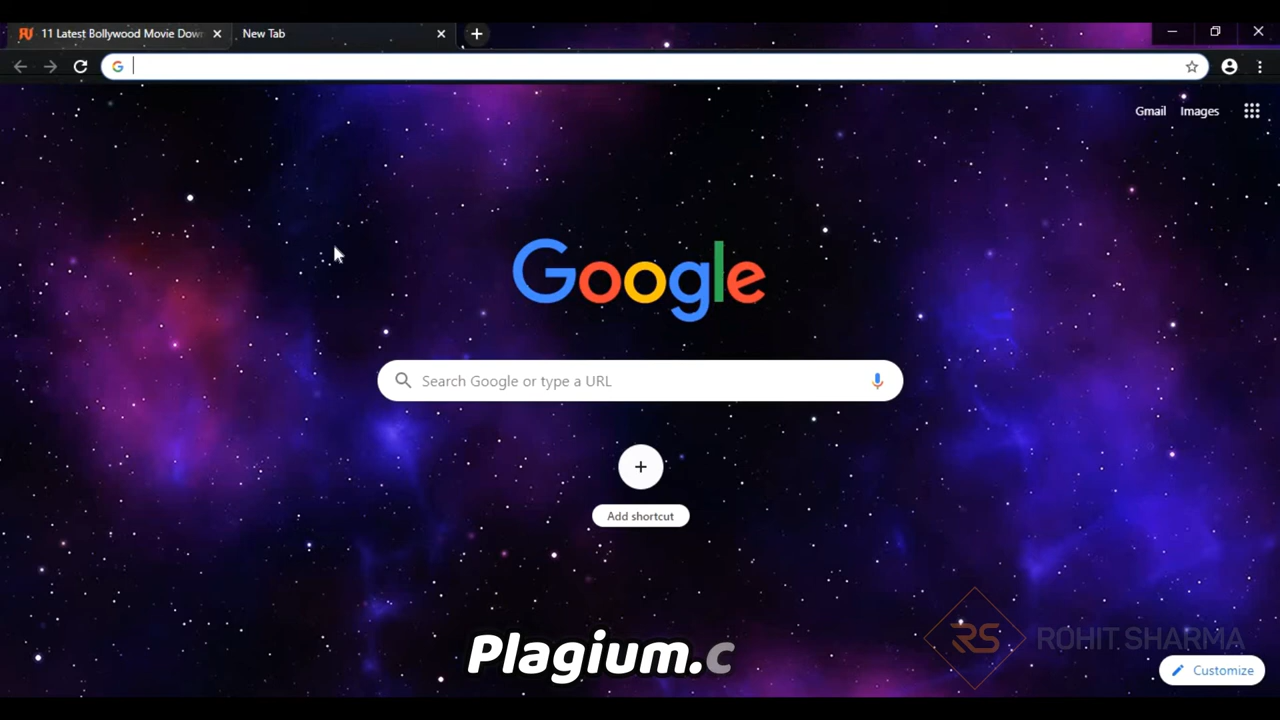 11 Latest Bollywood Movie Dow
New Tab
Gmail Images
Google
Search Google or type a URL
Add shortcut
Plagium.c
RS ROHIT SHARMA
Customize